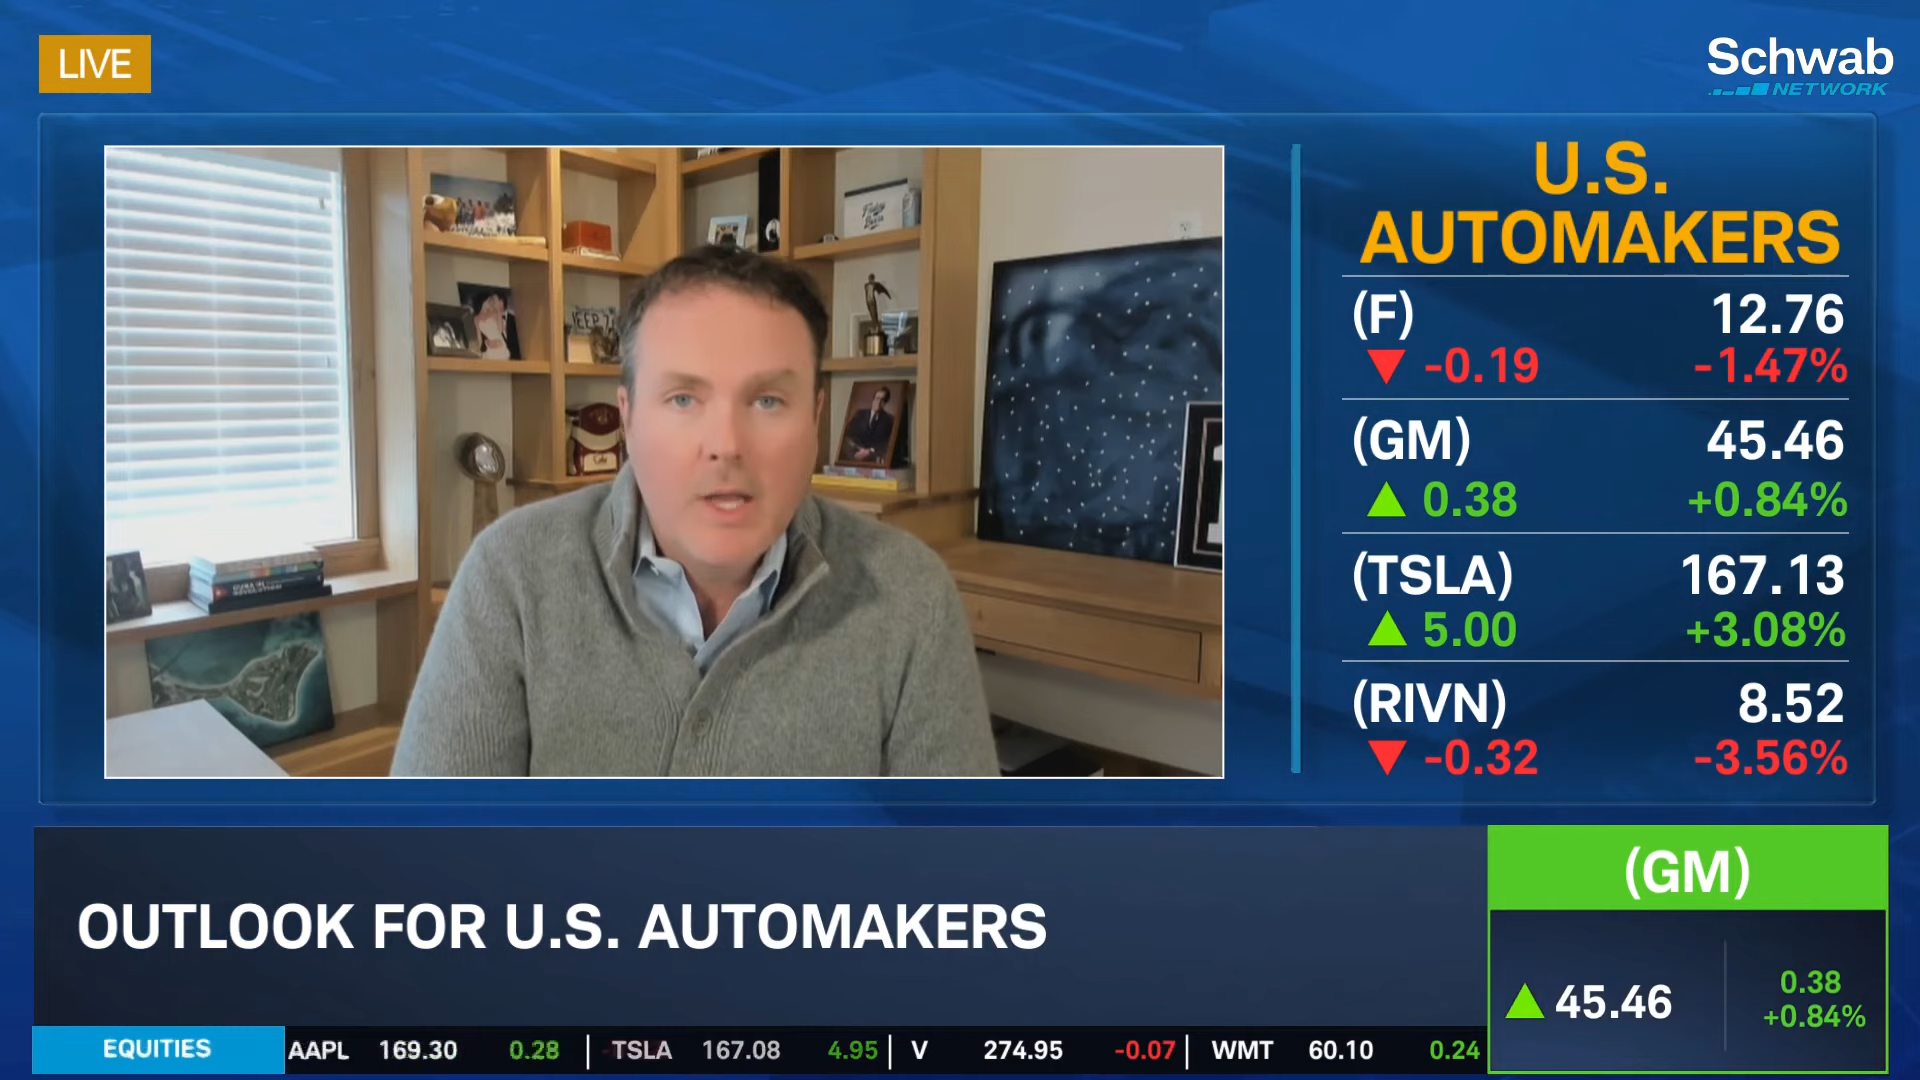 LIVE
Schwab
NETWORK
U.S.
AUTOMAKERS
(F) 12.76
-0.19 -1.47%
(GM) 45.46
0.38 +0.84%
(TSLA) 167.13
5.00 +3.08%
(RIVN) 8.52
-0.32 -3.56%
OUTLOOK FOR U.S. AUTOMAKERS
(GM)
45.46
0.38
+0.84%
EQUITIES AAPL 169.30 0.28 TSLA 167.08 4.95 V 274.95 -0.07 WMT 60.10 0.24